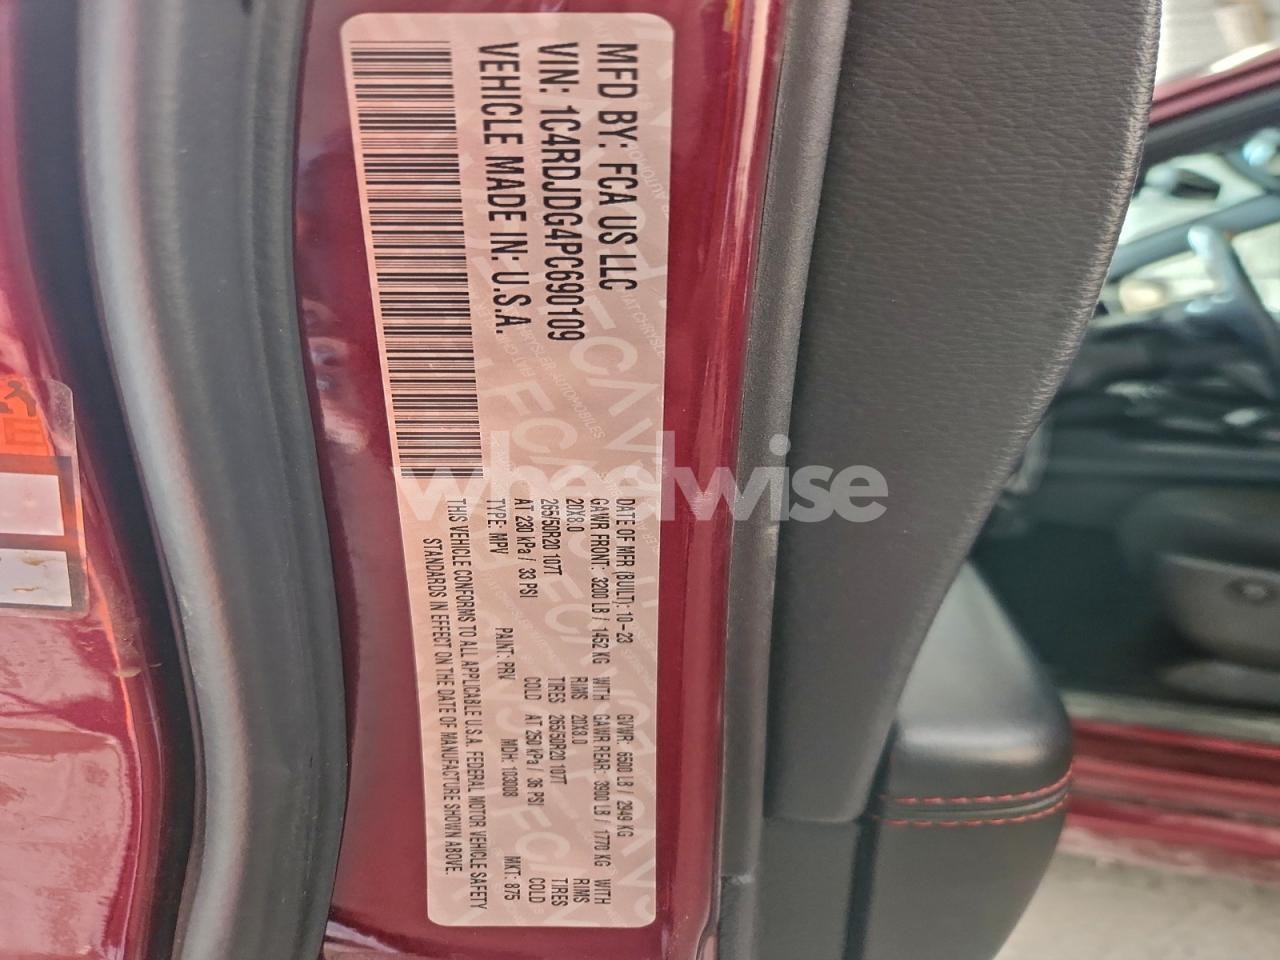 MFD BY: FCA US LLC
VIN: 1C4RDJDG4PC690109
VEHICLE MADE IN: U.S.A.
DATE OF MFR (BUILT): 10-23 GVWR: 6500 LB / 2949 KG
GAWR FRONT: 3200 LB / 1452 KG WITH GAWR REAR: 3900 LB / 1770 KG WITH
20X8.0 RIMS 20X8.0 RIMS
265/50R20 107T TIRES 265/50R20 107T TIRES
AT 230 kPa / 33 PSI COLD AT 250 kPa / 36 PSI COLD
TYPE: MPV PAINT: PRV MDH: 103008 MKT: 875
THIS VEHICLE CONFORMS TO ALL APPLICABLE U.S.A. FEDERAL MOTOR VEHICLE SAFETY
STANDARDS IN EFFECT ON THE DATE OF MANUFACTURE SHOWN ABOVE.
wheelwise